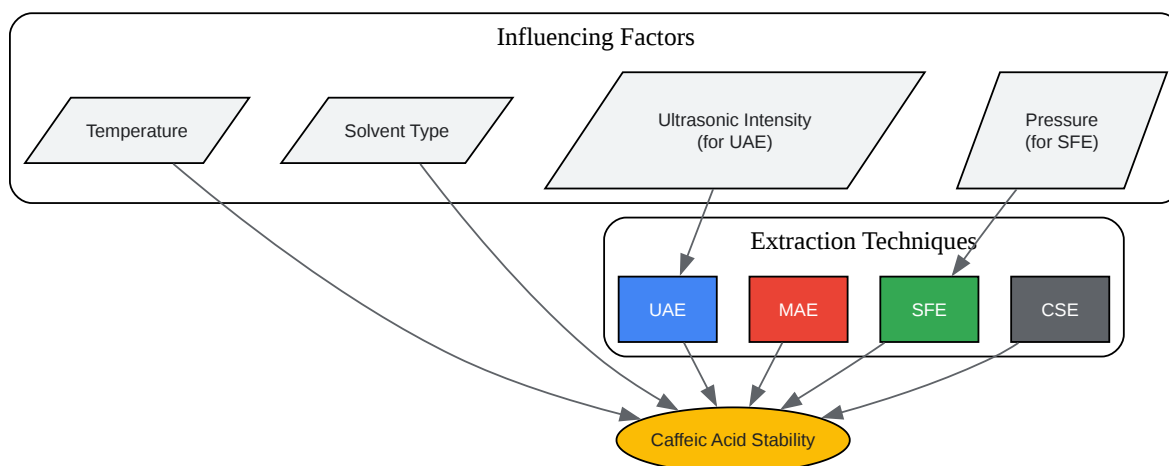 Influencing Factors
Temperature
Solvent Type
Ultrasonic Intensity
(for UAE)
Pressure
(for SFE)
Extraction Techniques
UAE
MAE
SFE
CSE
Caffeic Acid Stability